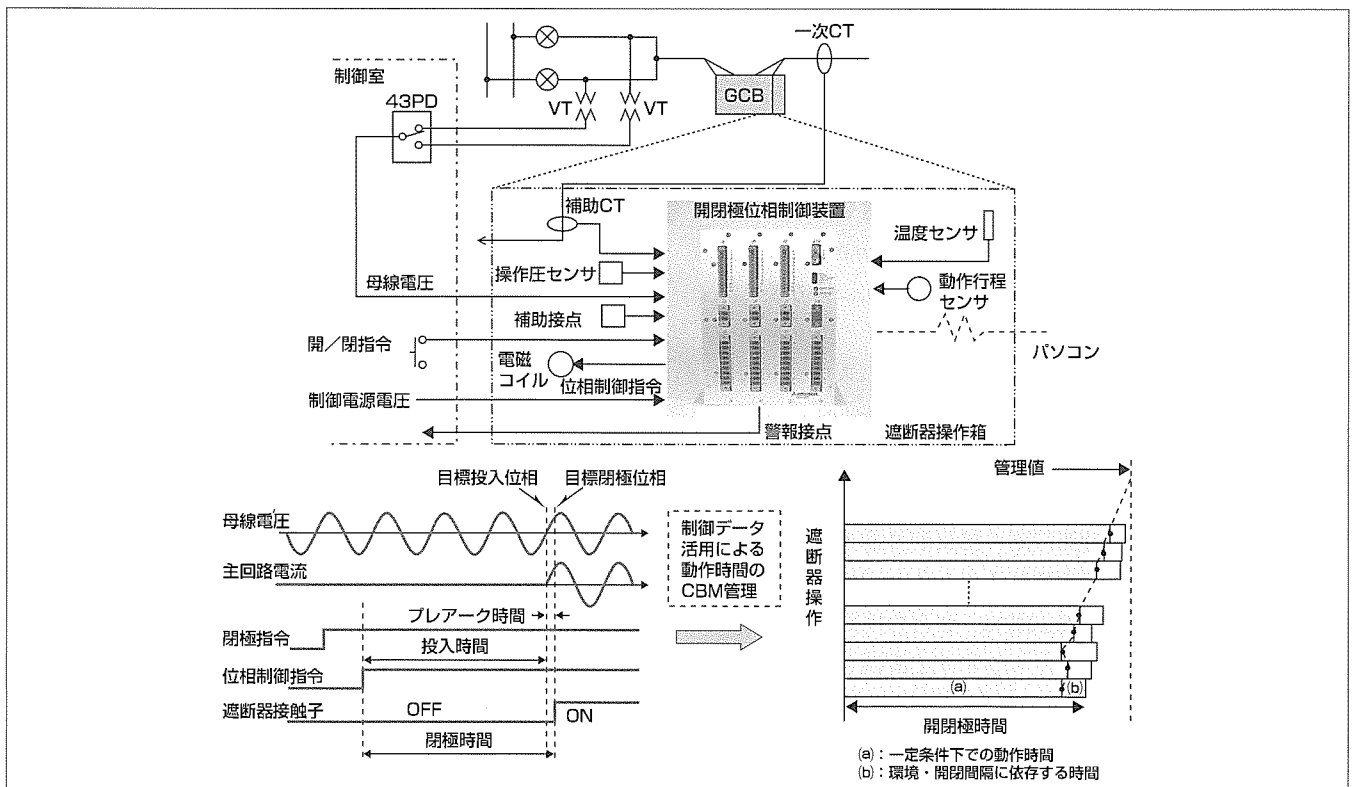 一次CT
制御室
43PD
VT
VT
GCB
補助CT
開閉極位相制御装置
温度センサ
操作圧センサ
母線電圧
動作行程
センサ
補助接点
開／閉指令
電磁
コイル
位相制御指令
パソコン
制御電源電圧
警報接点
遮断器操作箱
目標投入位相
目標閉極位相
母線電圧
主回路電流
プレアーク時間
閉極指令
投入時間
位相制御指令
遮断器接触子
OFF
ON
閉極時間
制御データ
活用による
動作時間の
CBM管理
管理値
遮断器操作
(a)
(b)
開閉極時間
(a)：一定条件下での動作時間
(b)：環境・開閉間隔に依存する時間